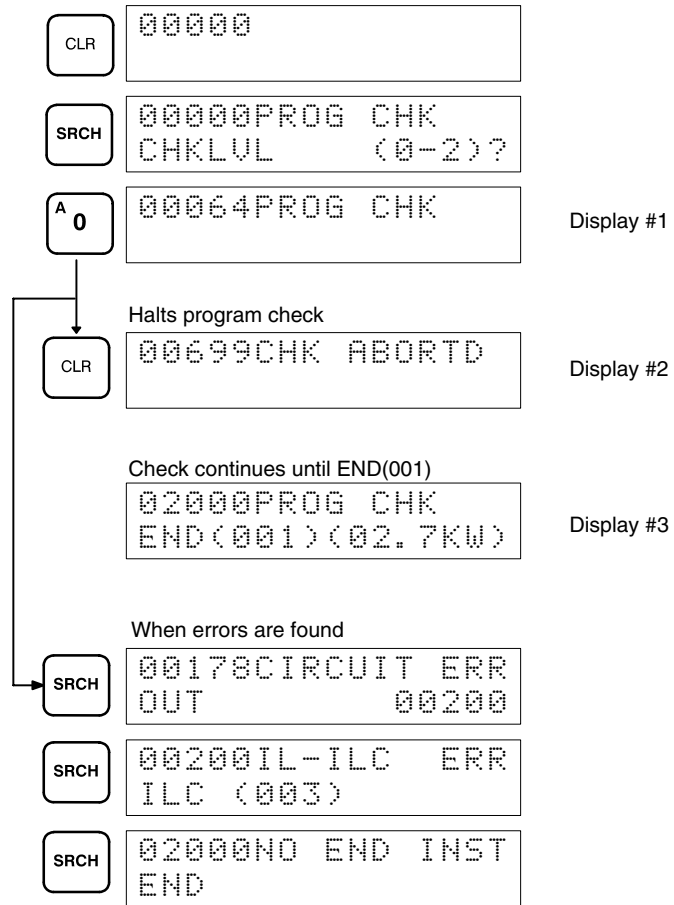 CLR
00000
SRCH
00000PROG CHK
CHKLVL (0-2)?
A
0
00064PROG CHK
Display #1
Halts program check
CLR
00699CHK ABORTD
Display #2
Check continues until END(001)
02000PROG CHK
END(001)(02.7KW)
Display #3
When errors are found
SRCH
00178CIRCUIT ERR
OUT 00200
SRCH
00200IL-ILC ERR
ILC (003)
SRCH
02000NO END INST
END